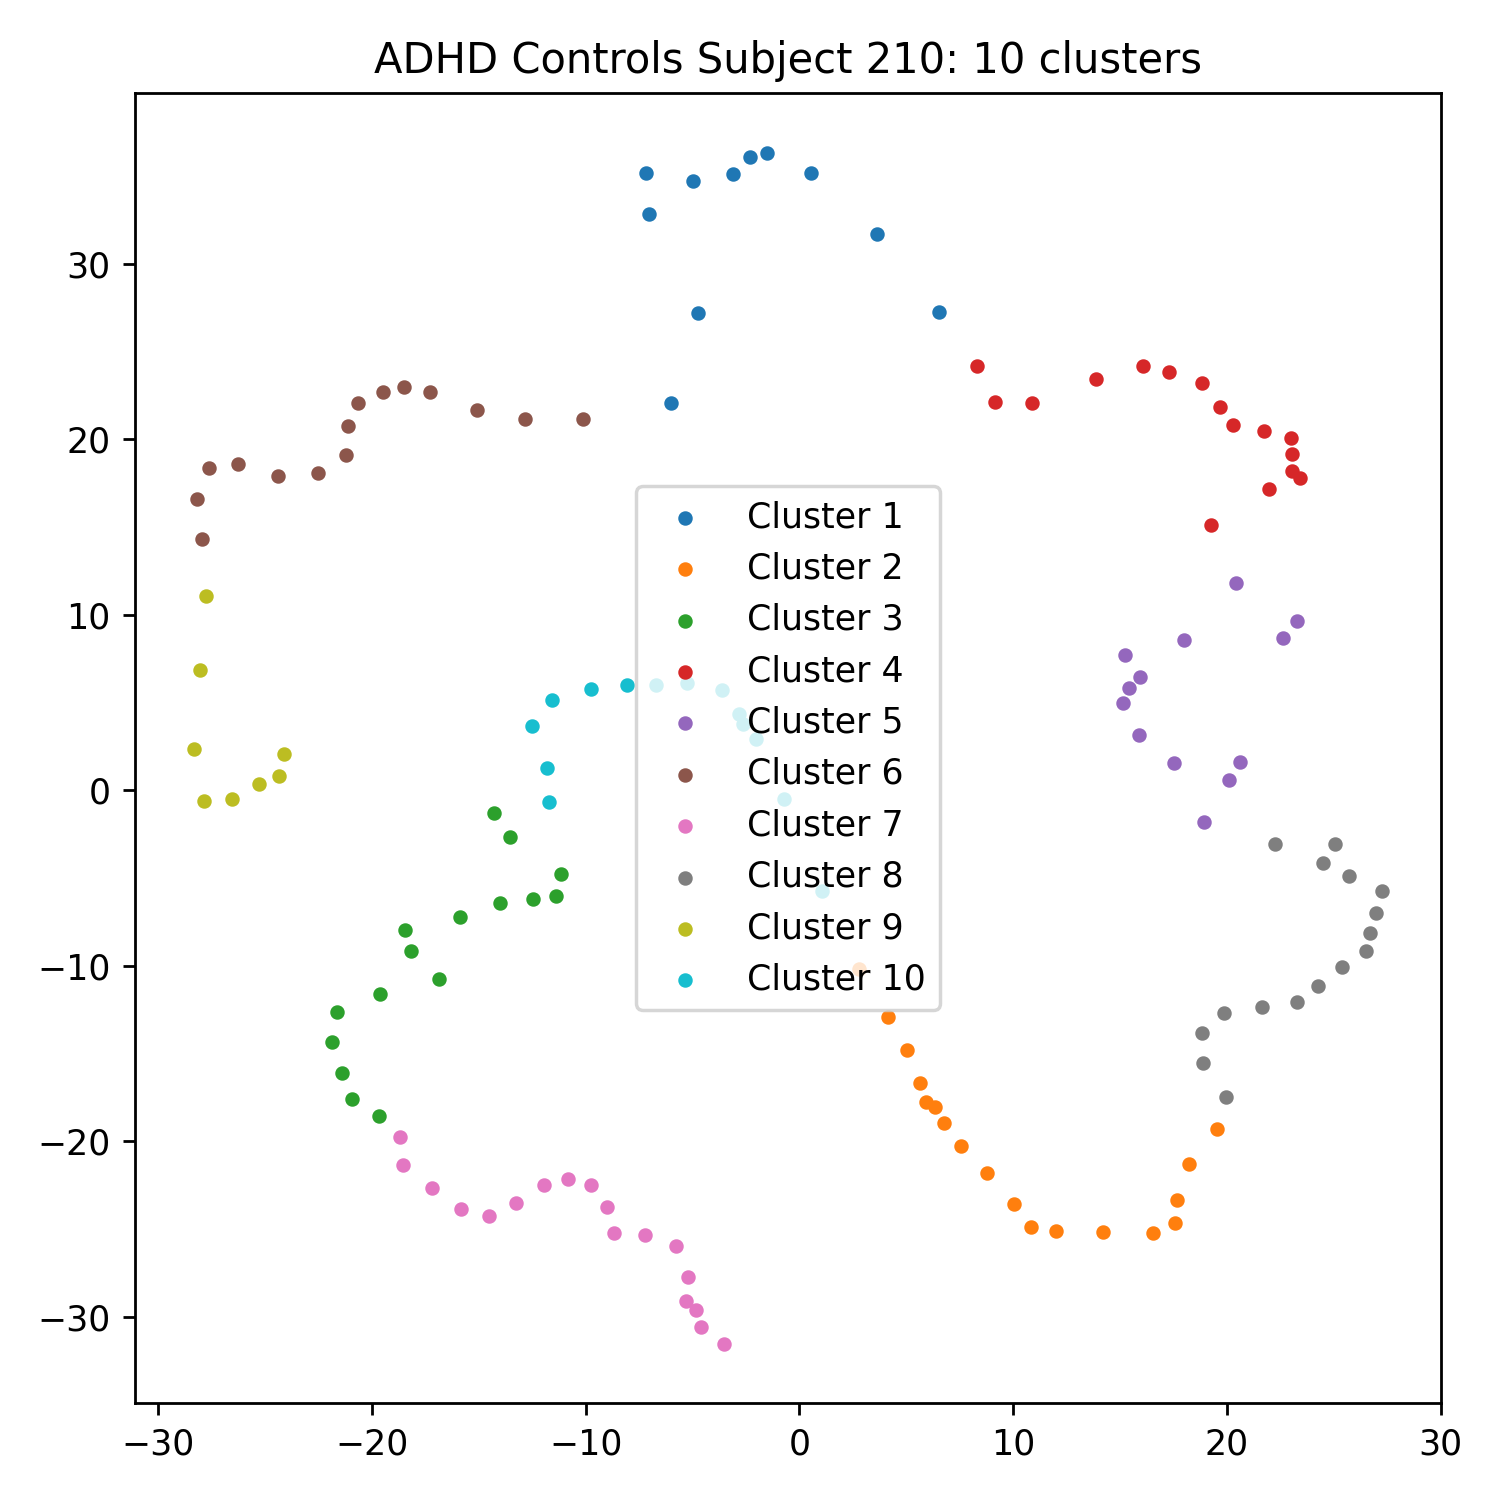 ADHD Controls Subject 210: 10 clusters
30
20
10
0
−10
−20
−30
Cluster 1
Cluster 2
Cluster 3
Cluster 4
Cluster 5
Cluster 6
Cluster 7
Cluster 8
Cluster 9
Cluster 10
−30 −20 −10 0 10 20 30